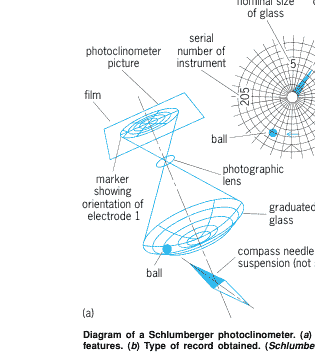 nominal size
of glass
serial
number of
instrument
photoclinometer
picture
film
5
205
ball
marker
showing
orientation of
electrode 1
photographic
lens
graduated
glass
compass needle
suspension (not
ball
(a)
Diagram of a Schlumberger photoclinometer. (a)
features. (b) Type of record obtained. (Schlumbe